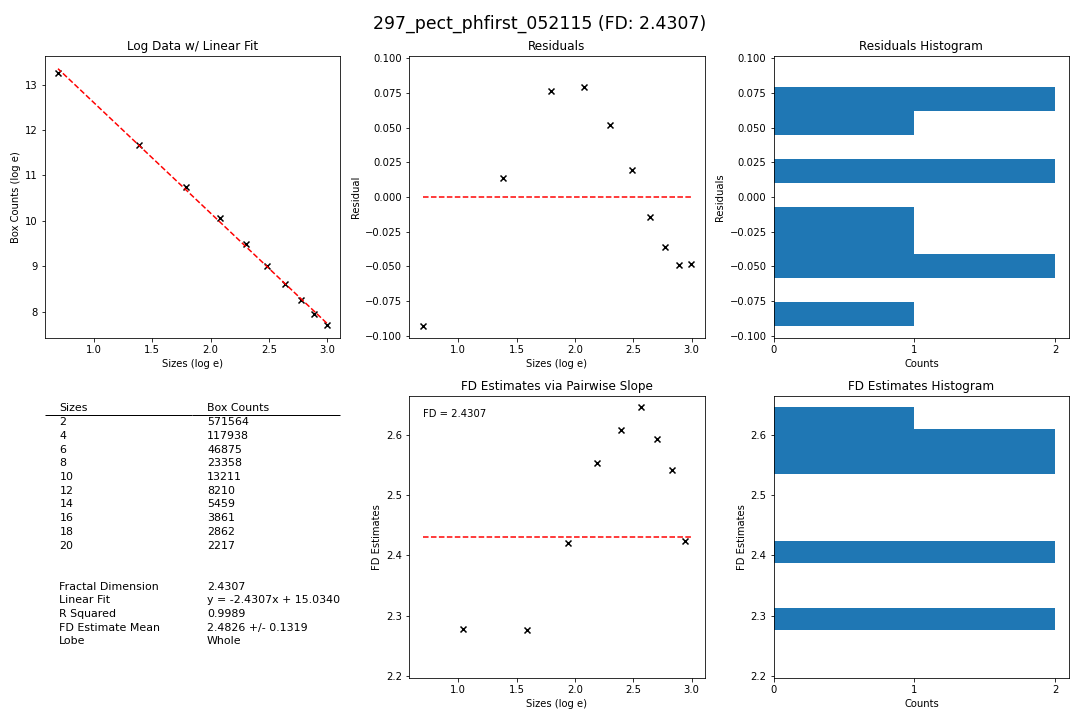 297_pect_phfirst_052115 (FD: 2.4307)
Log Data w/ Linear Fit
13
12
11
10
9
8
Box Counts (log e)
1.0 1.5 2.0 2.5 3.0
Sizes (log e)
Residuals
0.100
0.075
0.050
0.025
0.000
−0.025
−0.050
−0.075
−0.100
Residual
1.0 1.5 2.0 2.5 3.0
Sizes (log e)
Residuals Histogram
0.100
0.075
0.050
0.025
0.000
−0.025
−0.050
−0.075
−0.100
Residuals
0 1 2
Counts
Sizes Box Counts
2 571564
4 117938
6 46875
8 23358
10 13211
12 8210
14 5459
16 3861
18 2862
20 2217
Fractal Dimension 2.4307
Linear Fit y = -2.4307x + 15.0340
R Squared 0.9989
FD Estimate Mean 2.4826 +/- 0.1319
Lobe Whole
FD Estimates via Pairwise Slope
FD = 2.4307
2.6
2.5
2.4
2.3
2.2
FD Estimates
1.0 1.5 2.0 2.5 3.0
Sizes (log e)
FD Estimates Histogram
2.6
2.5
2.4
2.3
2.2
FD Estimates
0 1 2
Counts